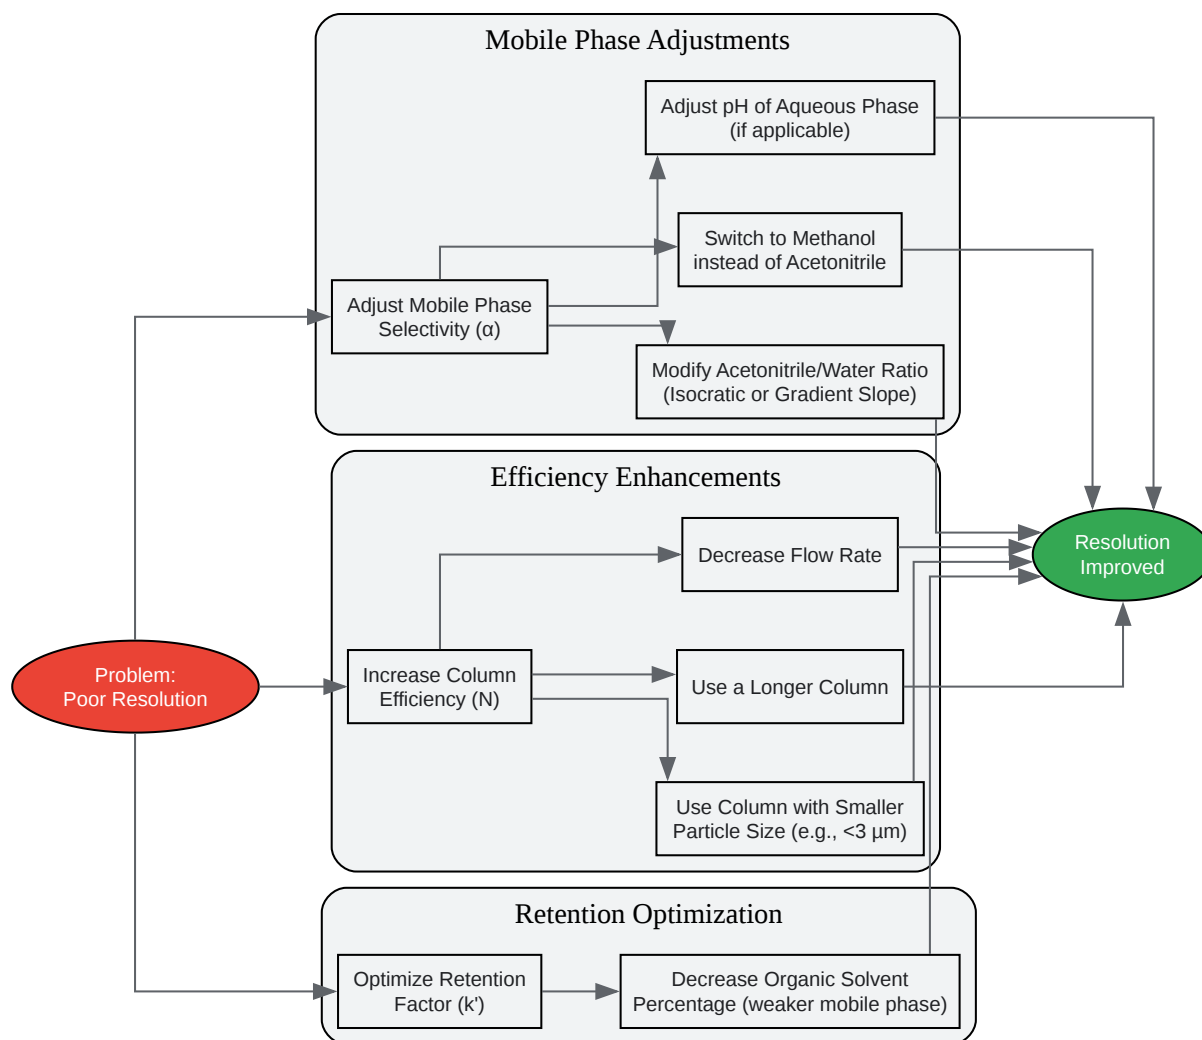 Mobile Phase Adjustments
Adjust pH of Aqueous Phase
(if applicable)
Switch to Methanol
instead of Acetonitrile
Adjust Mobile Phase
Selectivity (α)
Modify Acetonitrile/Water Ratio
(Isocratic or Gradient Slope)
Efficiency Enhancements
Decrease Flow Rate
Resolution
Improved
Problem:
Poor Resolution
Increase Column
Efficiency (N)
Use a Longer Column
Use Column with Smaller
Particle Size (e.g., <3 µm)
Retention Optimization
Optimize Retention
Factor (k')
Decrease Organic Solvent
Percentage (weaker mobile phase)